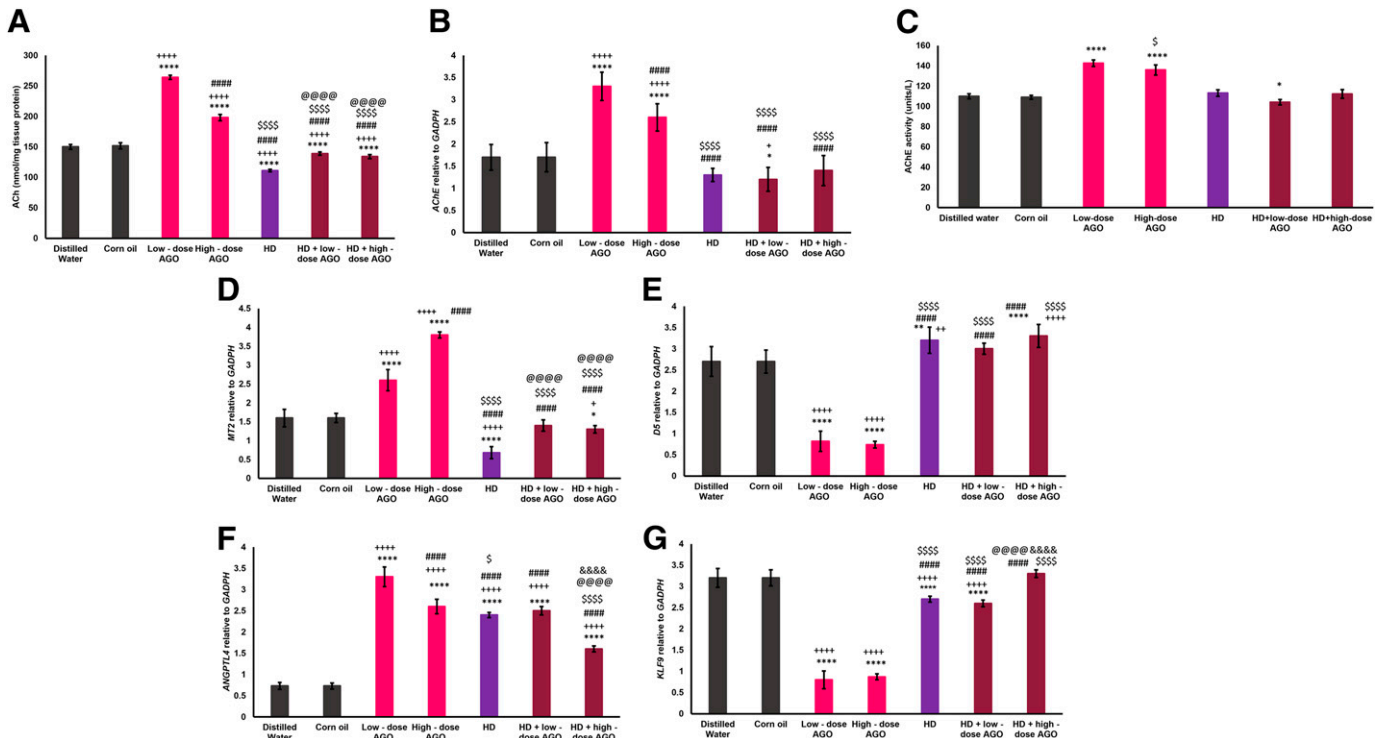 A
ACh (nmol/mg tissue protein)
300
250
200
150
100
50
0
++++
****
####
++++
****
$$$$
####
++++
****
@@@@
$$$$
####
++++
****
@@@@
$$$$
####
++++
****
Distilled Water
Corn oil
Low - dose AGO
High - dose AGO
HD
HD + low - dose AGO
HD + high - dose AGO
B
AChE relative to GADPH
4
3.5
3
2.5
2
1.5
1
0.5
0
++++
****
####
++++
****
$$$$
####
$$$$
####
+
*
$$$$
####
Distilled Water
Corn oil
Low - dose AGO
High - dose AGO
HD
HD + low - dose AGO
HD + high - dose AGO
C
AChE activity (units/L)
160
140
120
100
80
60
40
20
0
****
$
****
*
Distilled water
Corn oil
Low-dose AGO
High-dose AGO
HD
HD+low-dose AGO
HD+high-dose AGO
D
MT2 relative to GADPH
4.5
4
3.5
3
2.5
2
1.5
1
0.5
0
++++
****
++++ ####
****
$$$$
####
++++
****
@@@@
$$$$
####
@@@@
$$$$
####
+
*
Distilled Water
Corn oil
Low - dose AGO
High - dose AGO
HD
HD + low - dose AGO
HD + high - dose AGO
E
D5 relative to GADPH
4
3.5
3
2.5
2
1.5
1
0.5
0
++++
****
++++
****
$$$$
####
** ++
$$$$
####
#### $$$$
**** ++++
Distilled Water
Corn oil
Low - dose AGO
High - dose AGO
HD
HD + low - dose AGO
HD + high - dose AGO
F
ANGPTL4 relative to GADPH
4
3.5
3
2.5
2
1.5
1
0.5
0
++++
****
####
++++
****
$
####
++++
****
####
++++
****
&&&&
@@@@
$$$$
####
++++
****
Distilled Water
Corn oil
Low - dose AGO
High - dose AGO
HD
HD + low - dose AGO
HD + high - dose AGO
G
KLF9 relative to GADPH
4
3.5
3
2.5
2
1.5
1
0.5
0
++++
****
++++
****
$$$$
####
++++
****
$$$$
####
++++
****
@@@@ &&&&
#### $$$$
Distilled Water
Corn oil
Low - dose AGO
High - dose AGO
HD
HD + low - dose AGO
HD + high - dose AGO